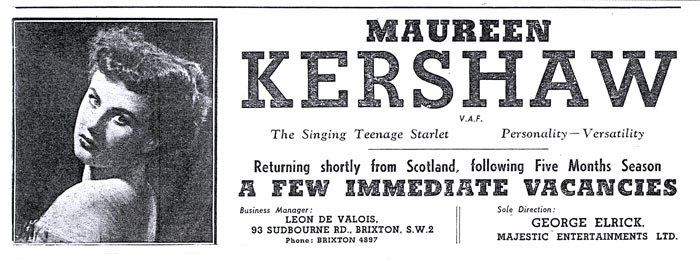 MAUREEN
KERSHAW
V.A.F.
The Singing Teenage Starlet Personality — Versatility
Returning shortly from Scotland, following Five Months Season
A FEW IMMEDIATE VACANCIES
Business Manager:
LEON DE VALOIS,
93 SUDBOURNE RD., BRIXTON, S.W.2
Phone: BRIXTON 4897
Sole Direction:
GEORGE ELRICK,
MAJESTIC ENTERTAINMENTS LTD.